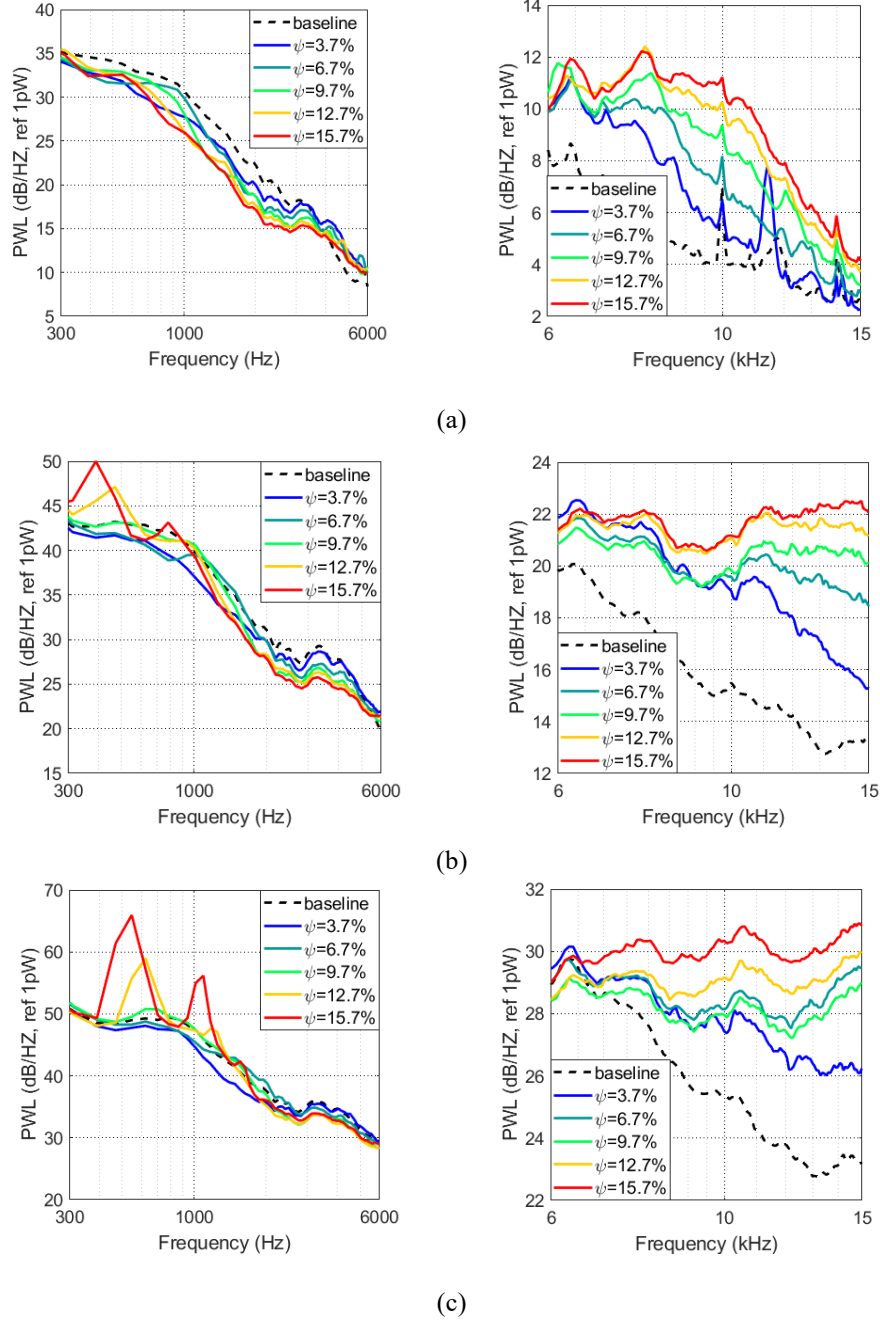 40
35
30
25
20
15
10
5
PWL (dB/HZ, ref 1pW)
300
1000
6000
Frequency (Hz)
baseline
ψ=3.7%
ψ=6.7%
ψ=9.7%
ψ=12.7%
ψ=15.7%
14
12
10
8
6
4
2
PWL (dB/HZ, ref 1pW)
6
10
15
Frequency (kHz)
baseline
ψ=3.7%
ψ=6.7%
ψ=9.7%
ψ=12.7%
ψ=15.7%
(a)
50
45
40
35
30
25
20
15
PWL (dB/HZ, ref 1pW)
300
1000
6000
Frequency (Hz)
baseline
ψ=3.7%
ψ=6.7%
ψ=9.7%
ψ=12.7%
ψ=15.7%
24
22
20
18
16
14
12
PWL (dB/HZ, ref 1pW)
6
10
15
Frequency (kHz)
baseline
ψ=3.7%
ψ=6.7%
ψ=9.7%
ψ=12.7%
ψ=15.7%
(b)
70
60
50
40
30
20
PWL (dB/HZ, ref 1pW)
300
1000
6000
Frequency (Hz)
baseline
ψ=3.7%
ψ=6.7%
ψ=9.7%
ψ=12.7%
ψ=15.7%
32
30
28
26
24
22
PWL (dB/HZ, ref 1pW)
6
10
15
Frequency (kHz)
baseline
ψ=3.7%
ψ=6.7%
ψ=9.7%
ψ=12.7%
ψ=15.7%
(c)